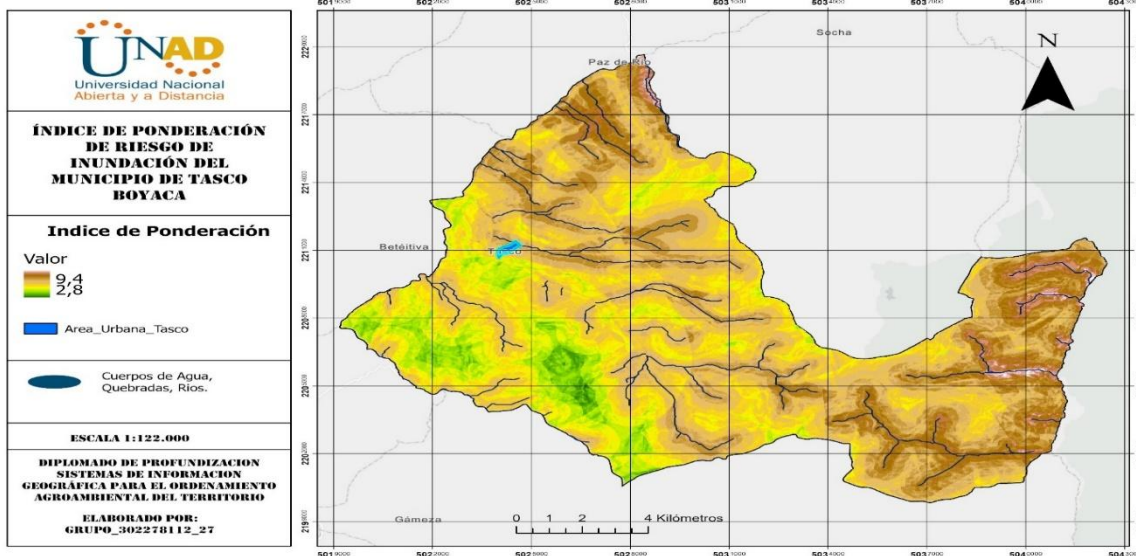 UNAD
Universidad Nacional
Abierta y a Distancia
ÍNDICE DE PONDERACIÓN
DE RIESGO DE
INUNDACIÓN DEL
MUNICIPIO DE TASCO
BOYACA
Indice de Ponderación
Valor
9,4
2,8
Area_Urbana_Tasco
Cuerpos de Agua,
Quebradas, Rios.
ESCALA 1:122.000
DIPLOMADO DE PROFUNDIZACION
SISTEMAS DE INFORMACION
GEOGRÁFICA PARA EL ORDENAMIENTO
AGROAMBIENTAL DEL TERRITORIO
ELABORADO POR:
GRUPO_302278112_27
Socha
N
Paz de Rio
Betéitiva
Tasco
Gámeza
0 1 2 4 Kilómetros